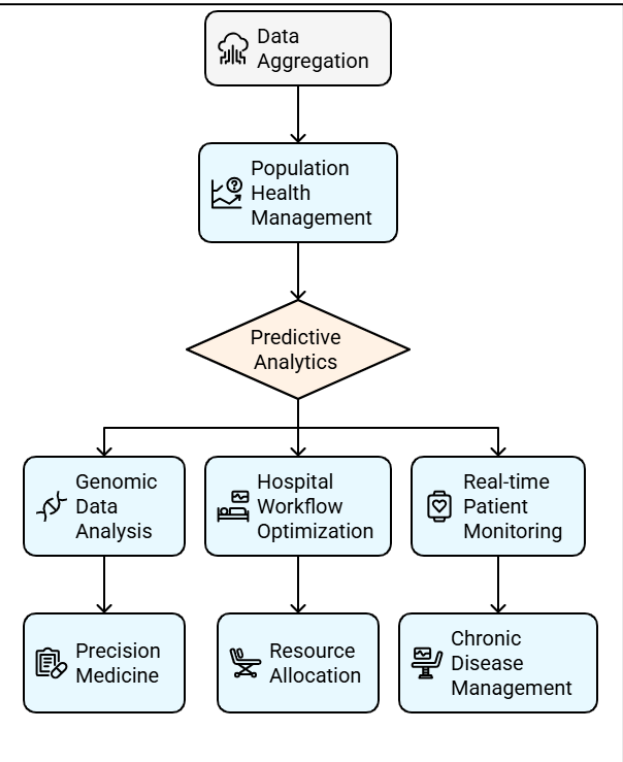 Data
Aggregation
Population
Health
Management
Predictive
Analytics
Genomic
Data
Analysis
Hospital
Workflow
Optimization
Real-time
Patient
Monitoring
Precision
Medicine
Resource
Allocation
Chronic
Disease
Management